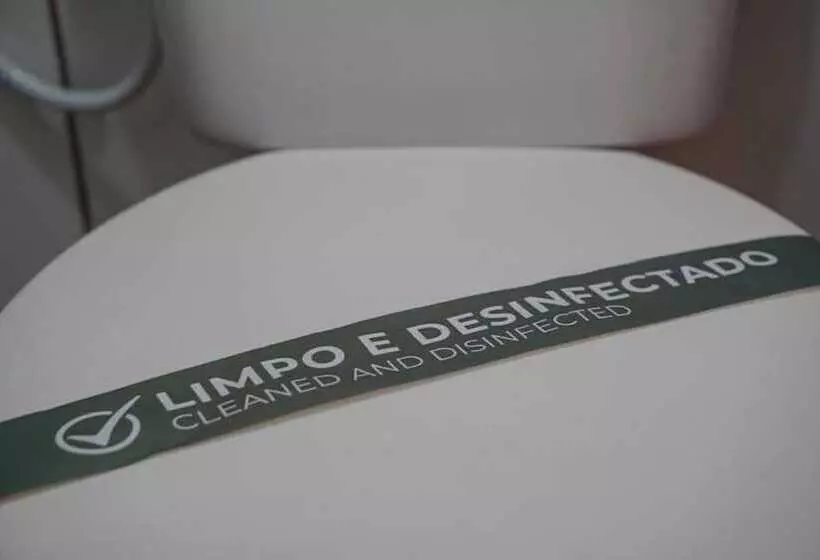 LIMPO E DESINFECTADO
CLEANED AND DISINFECTED